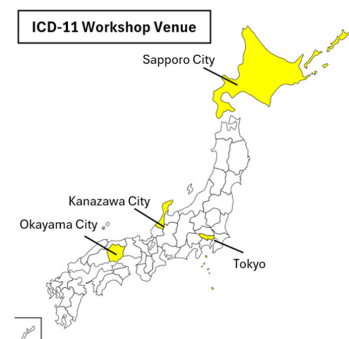 ICD-11 Workshop Venue
Sapporo City
Kanazawa City
Okayama City
Tokyo